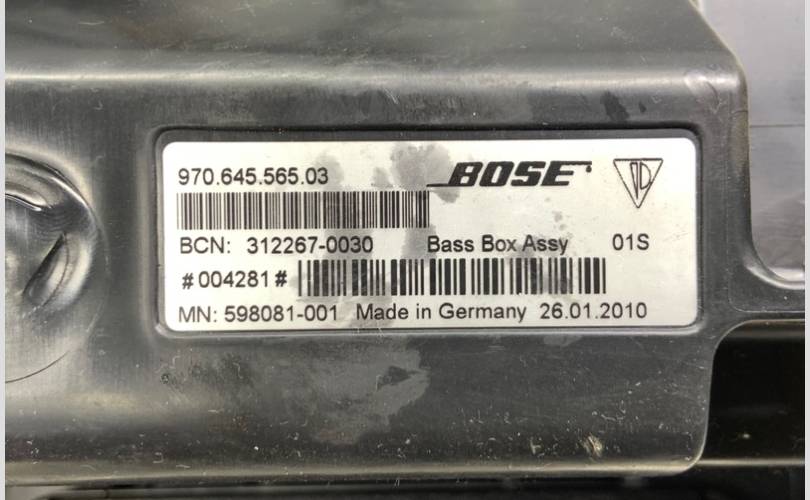 970.645.565.03 BOSE
BCN: 312267-0030 Bass Box Assy 01S
#004281#
MN: 598081-001 Made in Germany 26.01.2010